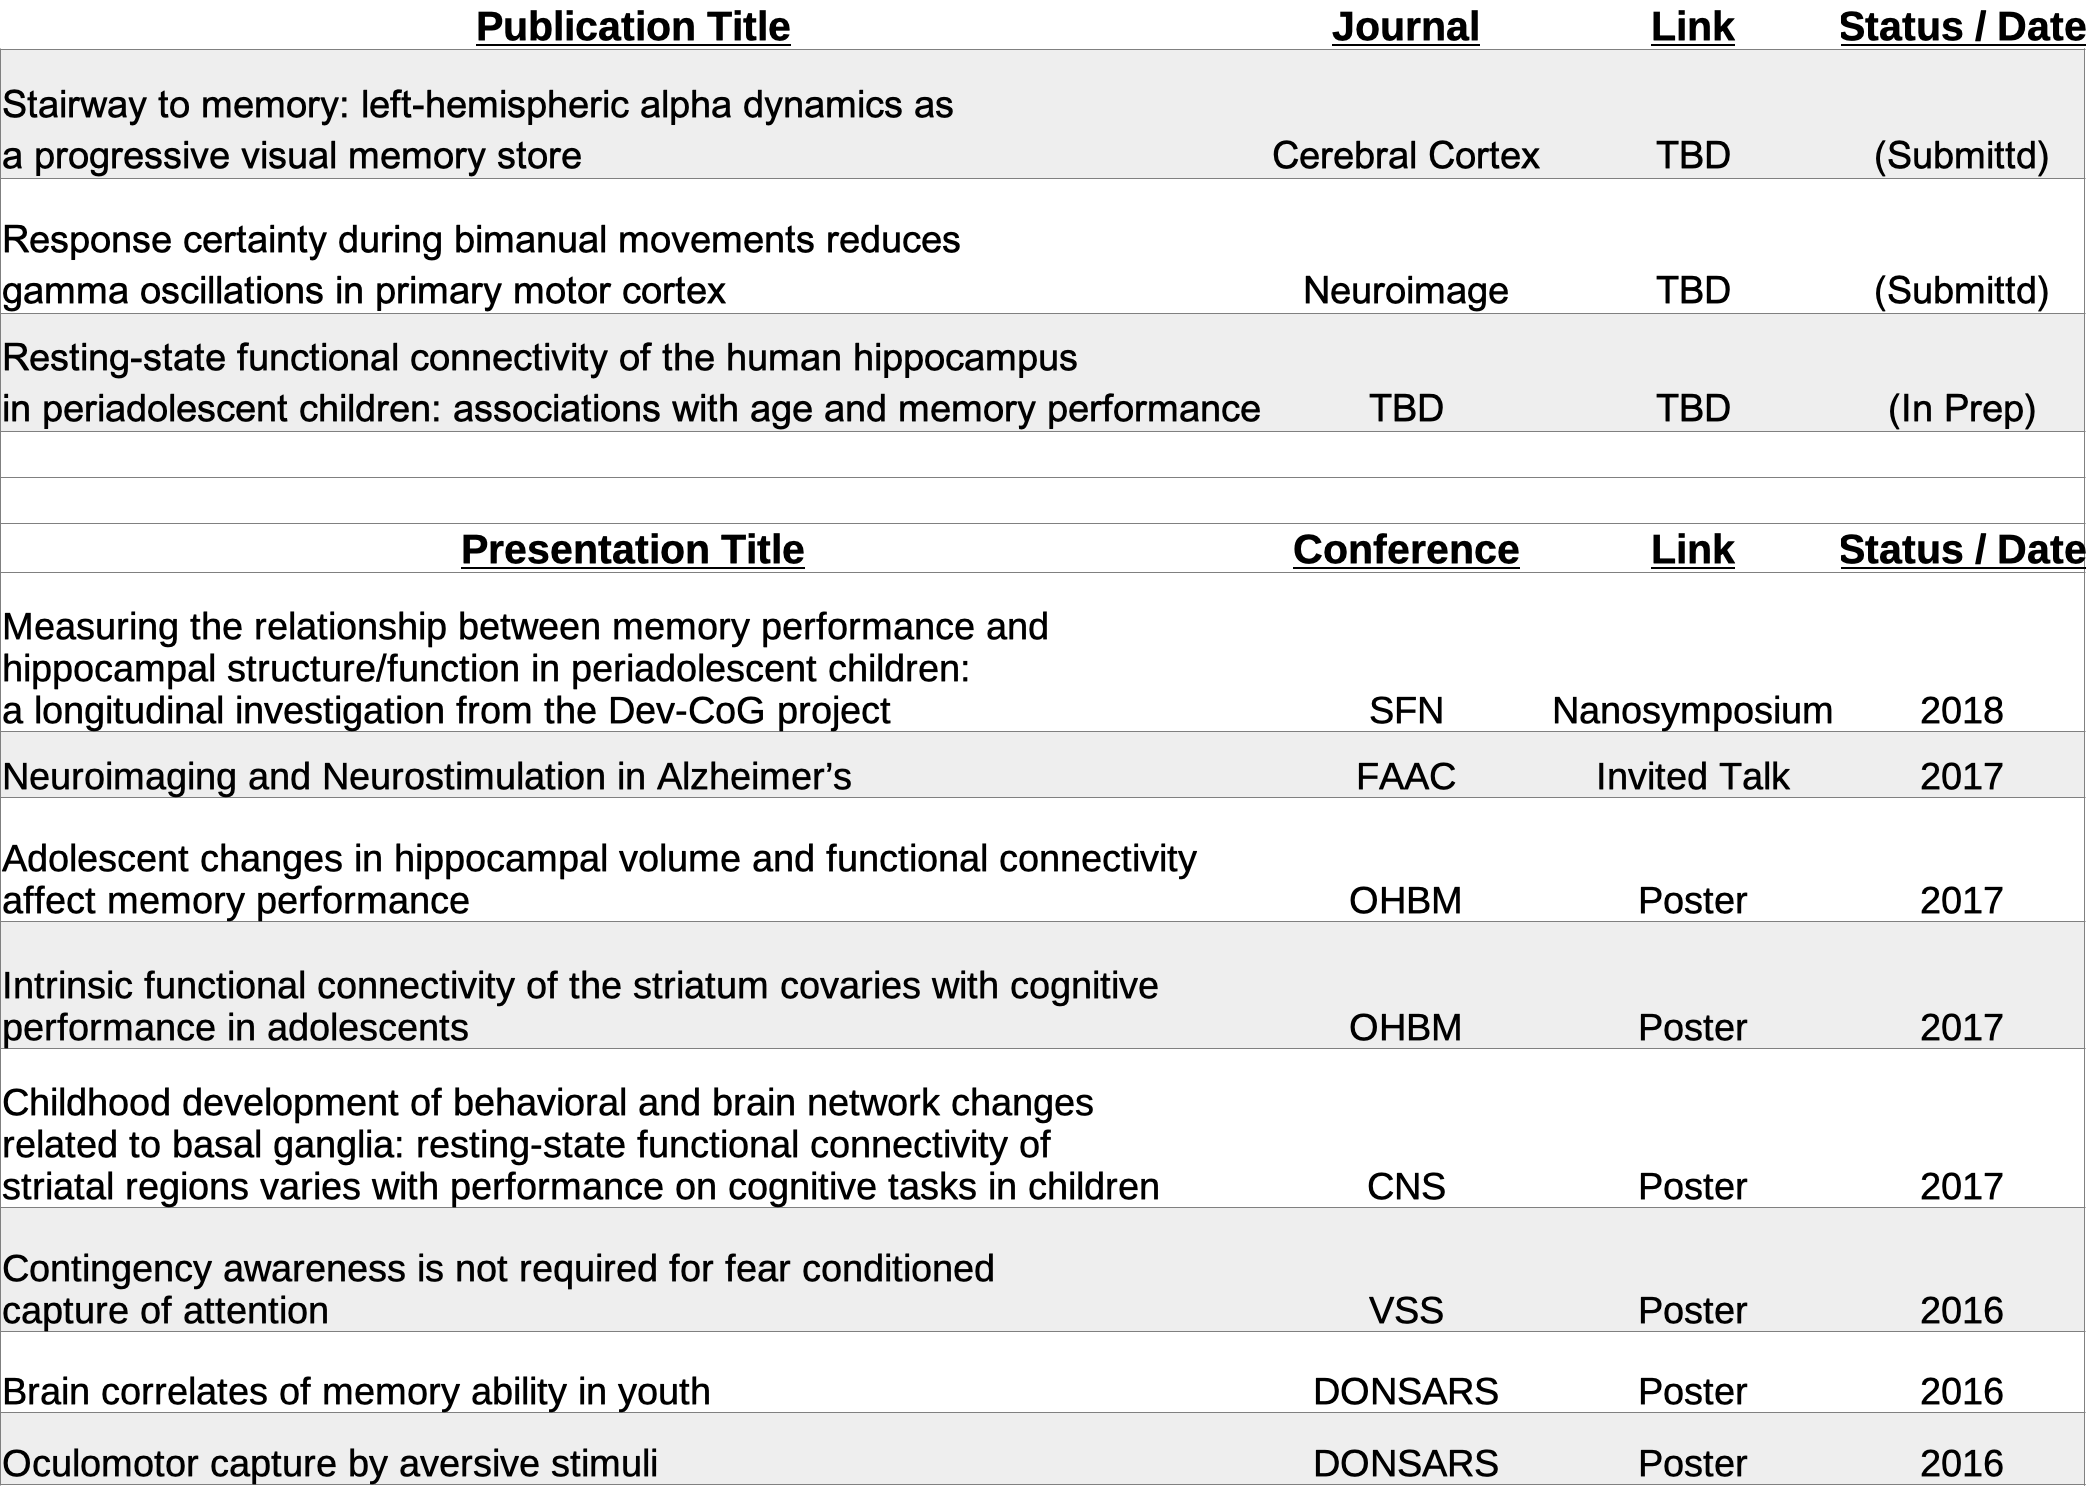 Publication Title Journal Link Status / Date
Stairway to memory: left-hemispheric alpha dynamics as
a progressive visual memory store Cerebral Cortex TBD (Submittd)
Response certainty during bimanual movements reduces
gamma oscillations in primary motor cortex Neuroimage TBD (Submittd)
Resting-state functional connectivity of the human hippocampus
in periadolescent children: associations with age and memory performance TBD TBD (In Prep)
Presentation Title Conference Link Status / Date
Measuring the relationship between memory performance and
hippocampal structure/function in periadolescent children:
a longitudinal investigation from the Dev-CoG project SFN Nanosymposium 2018
Neuroimaging and Neurostimulation in Alzheimer’s FAAC Invited Talk 2017
Adolescent changes in hippocampal volume and functional connectivity
affect memory performance OHBM Poster 2017
Intrinsic functional connectivity of the striatum covaries with cognitive
performance in adolescents OHBM Poster 2017
Childhood development of behavioral and brain network changes
related to basal ganglia: resting-state functional connectivity of
striatal regions varies with performance on cognitive tasks in children CNS Poster 2017
Contingency awareness is not required for fear conditioned
capture of attention VSS Poster 2016
Brain correlates of memory ability in youth DONSARS Poster 2016
Oculomotor capture by aversive stimuli DONSARS Poster 2016